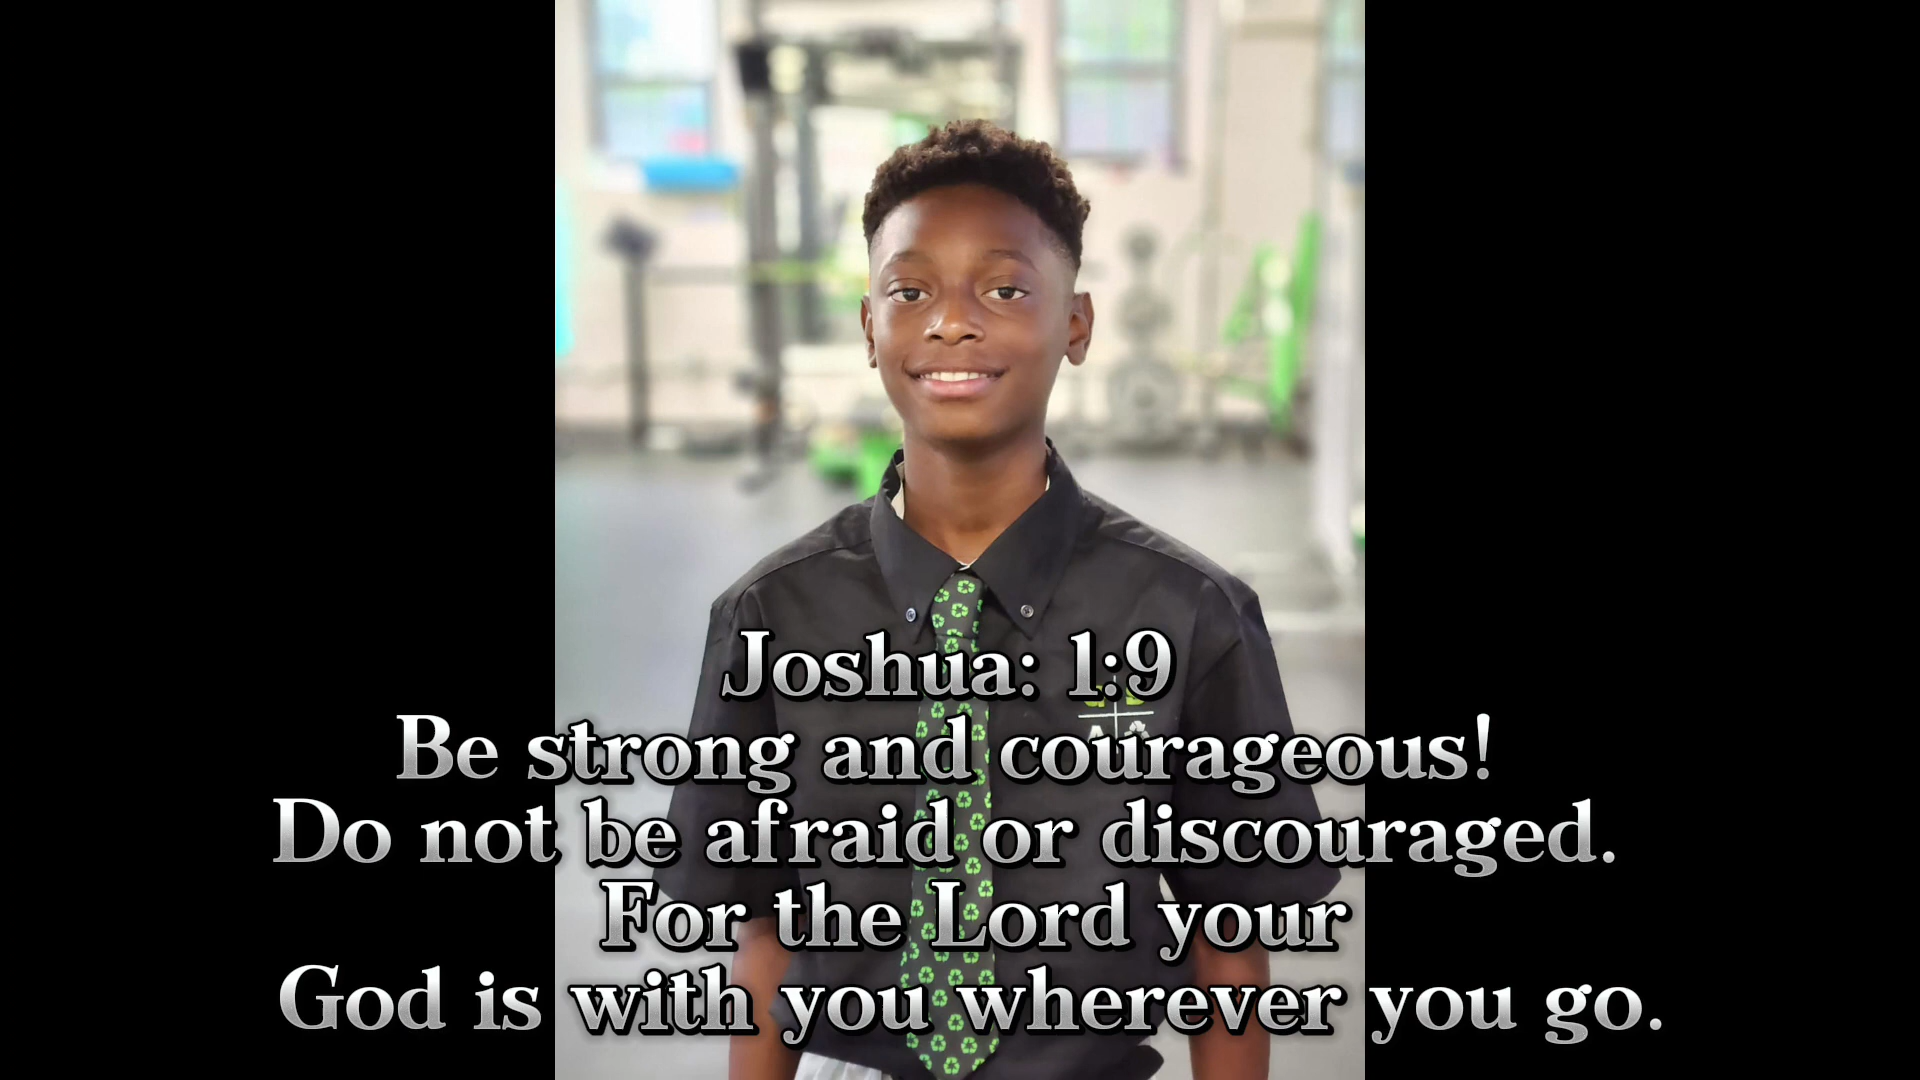 Joshua: 1:9
Be strong and courageous!
Do not be afraid or discouraged.
For the Lord your
God is with you wherever you go.